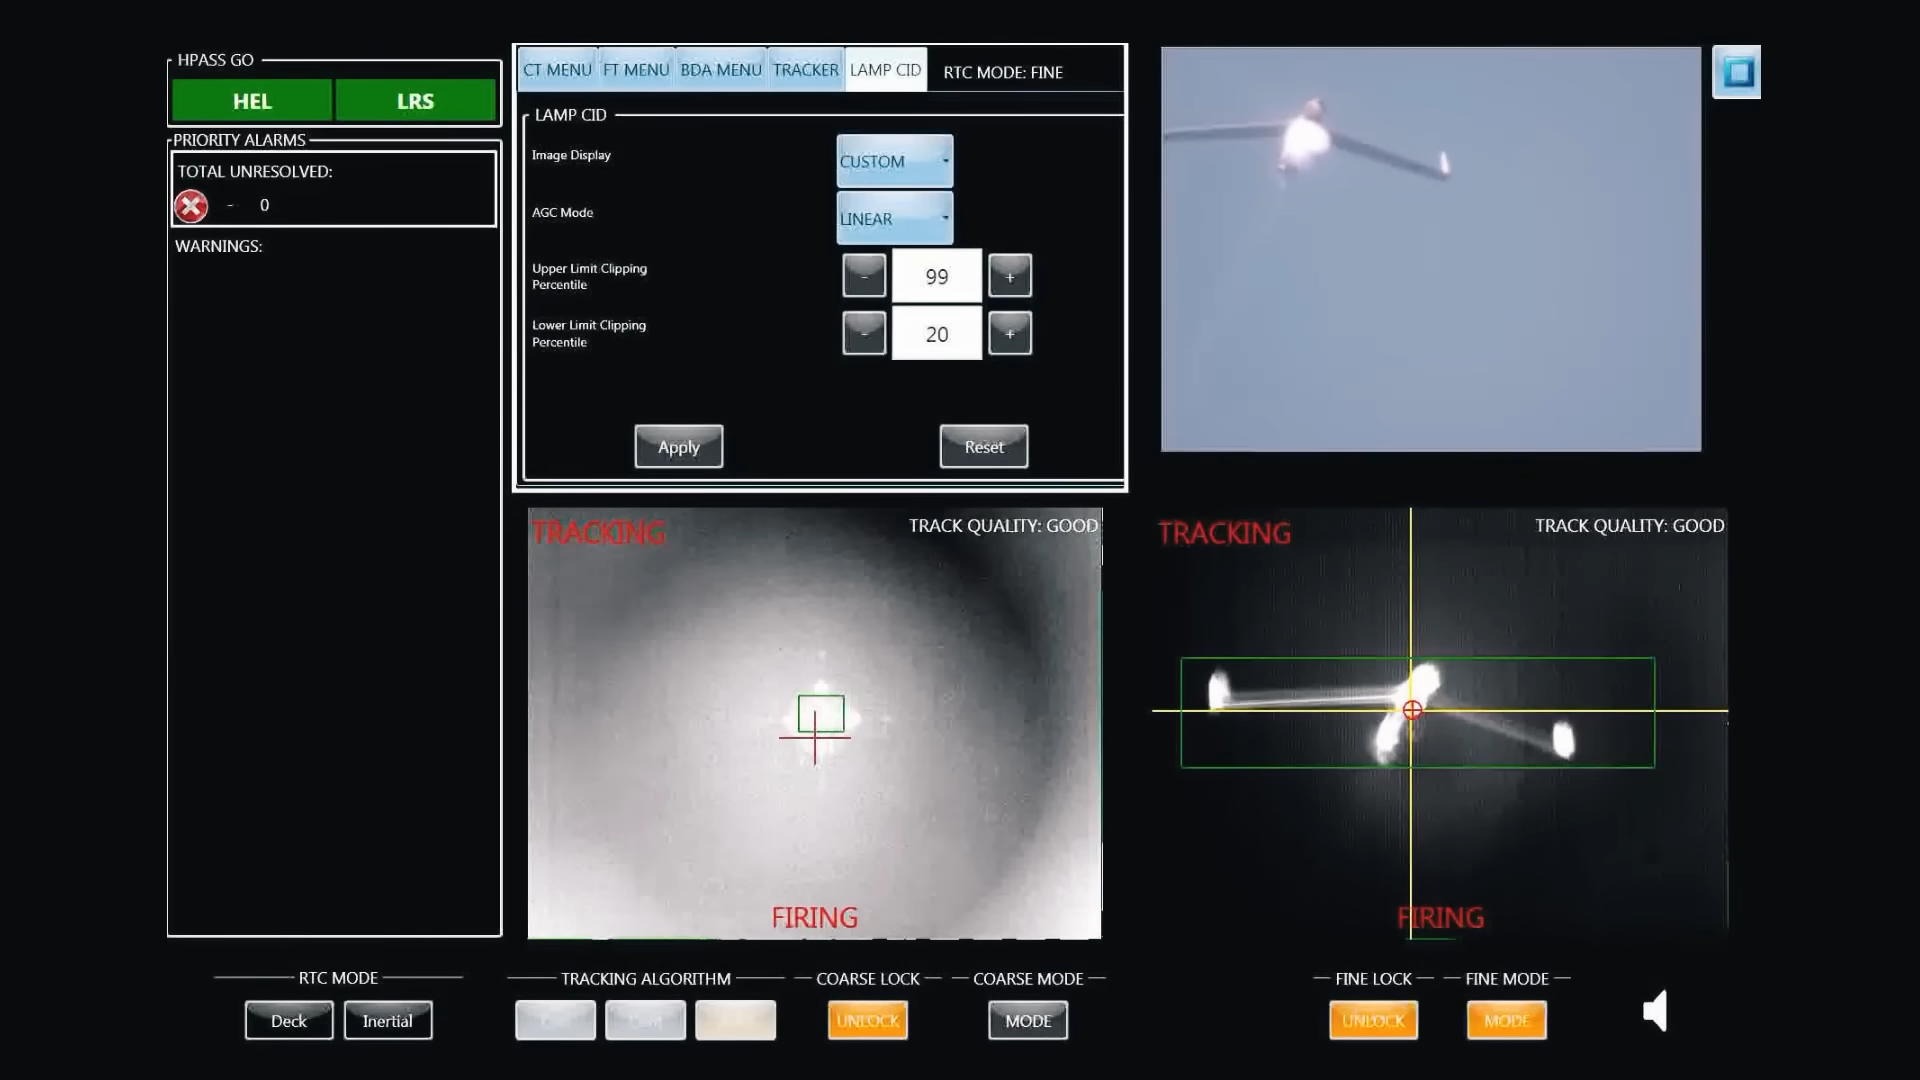 HPASS GO
HEL
LRS
PRIORITY ALARMS
TOTAL UNRESOLVED:
- 0
WARNINGS:
CT MENU
FT MENU
BDA MENU
TRACKER
LAMP CID
RTC MODE: FINE
LAMP CID
Image Display
CUSTOM
AGC Mode
LINEAR
Upper Limit Clipping
Percentile
- 99 +
Lower Limit Clipping
Percentile
- 20 +
Apply
Reset
TRACKING
TRACK QUALITY: GOOD
FIRING
TRACKING
TRACK QUALITY: GOOD
FIRING
RTC MODE
Deck
Inertial
TRACKING ALGORITHM
COARSE LOCK
UNLOCK
COARSE MODE
MODE
FINE LOCK
UNLOCK
FINE MODE
MODE